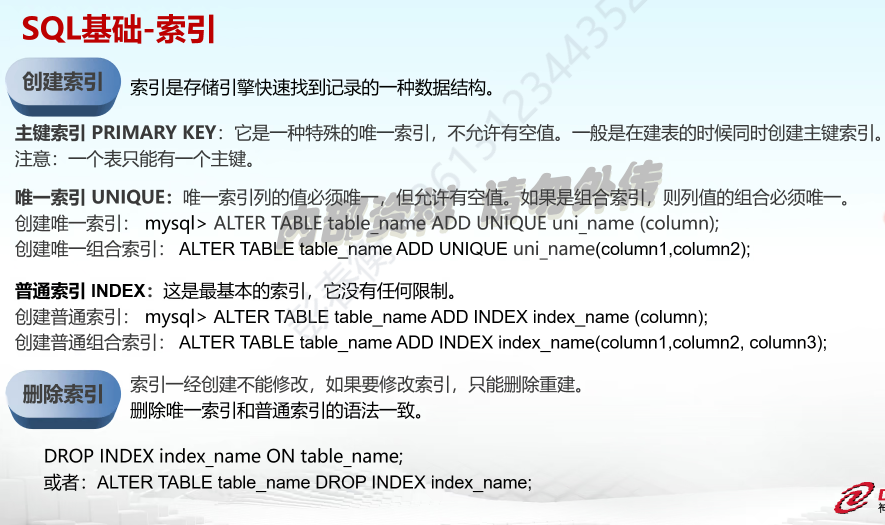 SQL基础-索引
创建索引
索引是存储引擎快速找到记录的一种数据结构。
主键索引 PRIMARY KEY：它是一种特殊的唯一索引，不允许有空值。一般是在建表的时候同时创建主键索引。
注意：一个表只能有一个主键。
唯一索引 UNIQUE：唯一索引列的值必须唯一，但允许有空值。如果是组合索引，则列值的组合必须唯一。
创建唯一索引： mysql> ALTER TABLE table_name ADD UNIQUE uni_name (column);
创建唯一组合索引： ALTER TABLE table_name ADD UNIQUE uni_name(column1,column2);
内部资料 请勿外传
普通索引 INDEX：这是最基本的索引，它没有任何限制。
创建普通索引： mysql> ALTER TABLE table_name ADD INDEX index_name (column);
创建普通组合索引： ALTER TABLE table_name ADD INDEX index_name(column1,column2, column3);
删除索引
索引一经创建不能修改，如果要修改索引，只能删除重建。
删除唯一索引和普通索引的语法一致。
DROP INDEX index_name ON table_name;
或者：ALTER TABLE table_name DROP INDEX index_name;